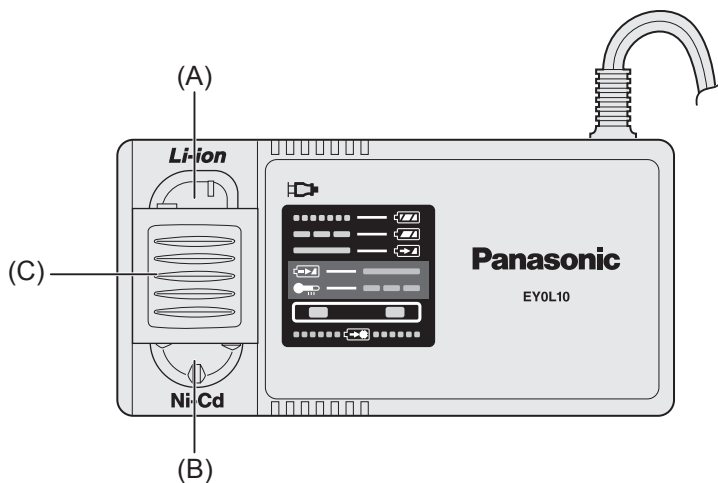 (A)
Li-ion
(C)
Panasonic
EY0L10
Ni-Cd
(B)